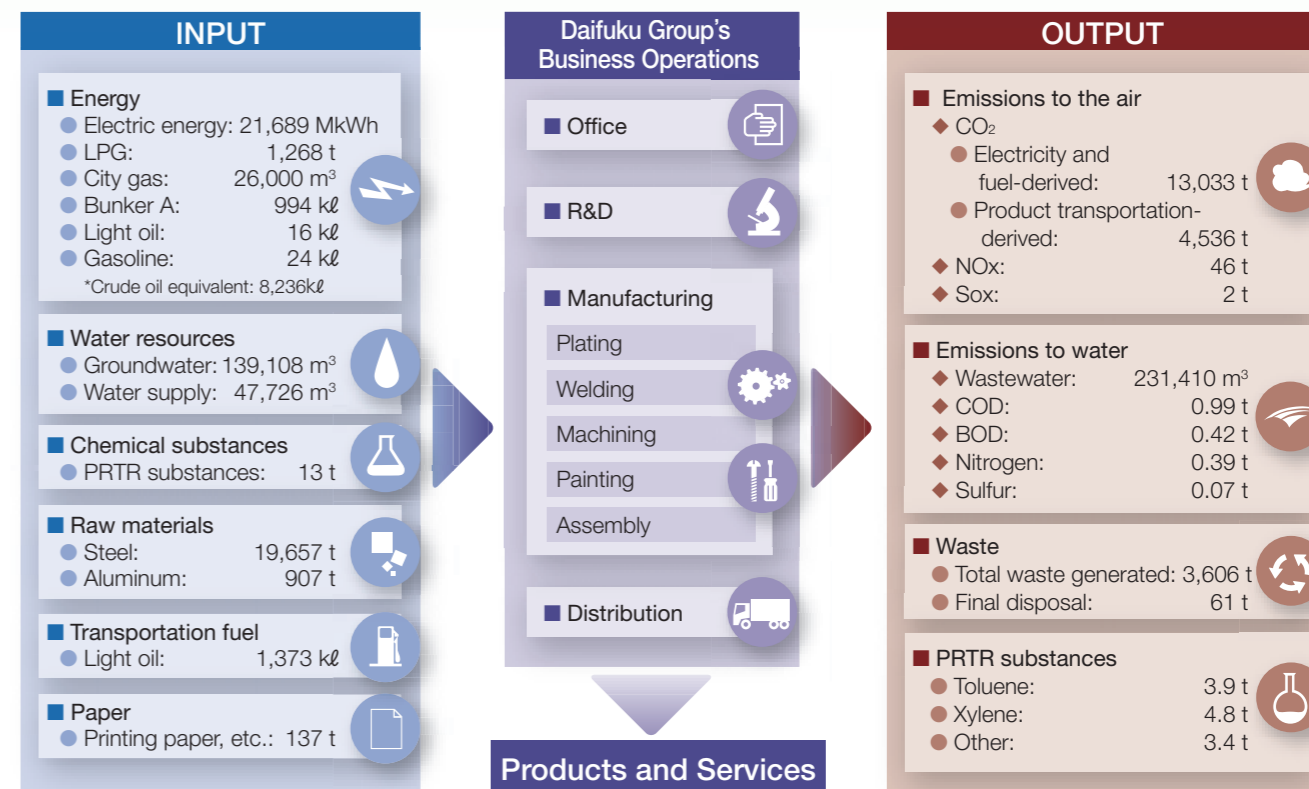 INPUT
■ Energy
● Electric energy: 21,689 MkWh
● LPG: 1,268 t
● City gas: 26,000 m³
● Bunker A: 994 kℓ
● Light oil: 16 kℓ
● Gasoline: 24 kℓ
*Crude oil equivalent: 8,236kℓ
■ Water resources
● Groundwater: 139,108 m³
● Water supply: 47,726 m³
■ Chemical substances
● PRTR substances: 13 t
■ Raw materials
● Steel: 19,657 t
● Aluminum: 907 t
■ Transportation fuel
● Light oil: 1,373 kℓ
■ Paper
● Printing paper, etc.: 137 t
Daifuku Group's
Business Operations
■ Office
■ R&D
■ Manufacturing
Plating
Welding
Machining
Painting
Assembly
■ Distribution
Products and Services
OUTPUT
■ Emissions to the air
◆ CO₂
● Electricity and
fuel-derived: 13,033 t
● Product transportation-
derived: 4,536 t
◆ NOx: 46 t
◆ Sox: 2 t
■ Emissions to water
◆ Wastewater: 231,410 m³
◆ COD: 0.99 t
◆ BOD: 0.42 t
◆ Nitrogen: 0.39 t
◆ Sulfur: 0.07 t
■ Waste
● Total waste generated: 3,606 t
● Final disposal: 61 t
■ PRTR substances
● Toluene: 3.9 t
● Xylene: 4.8 t
● Other: 3.4 t